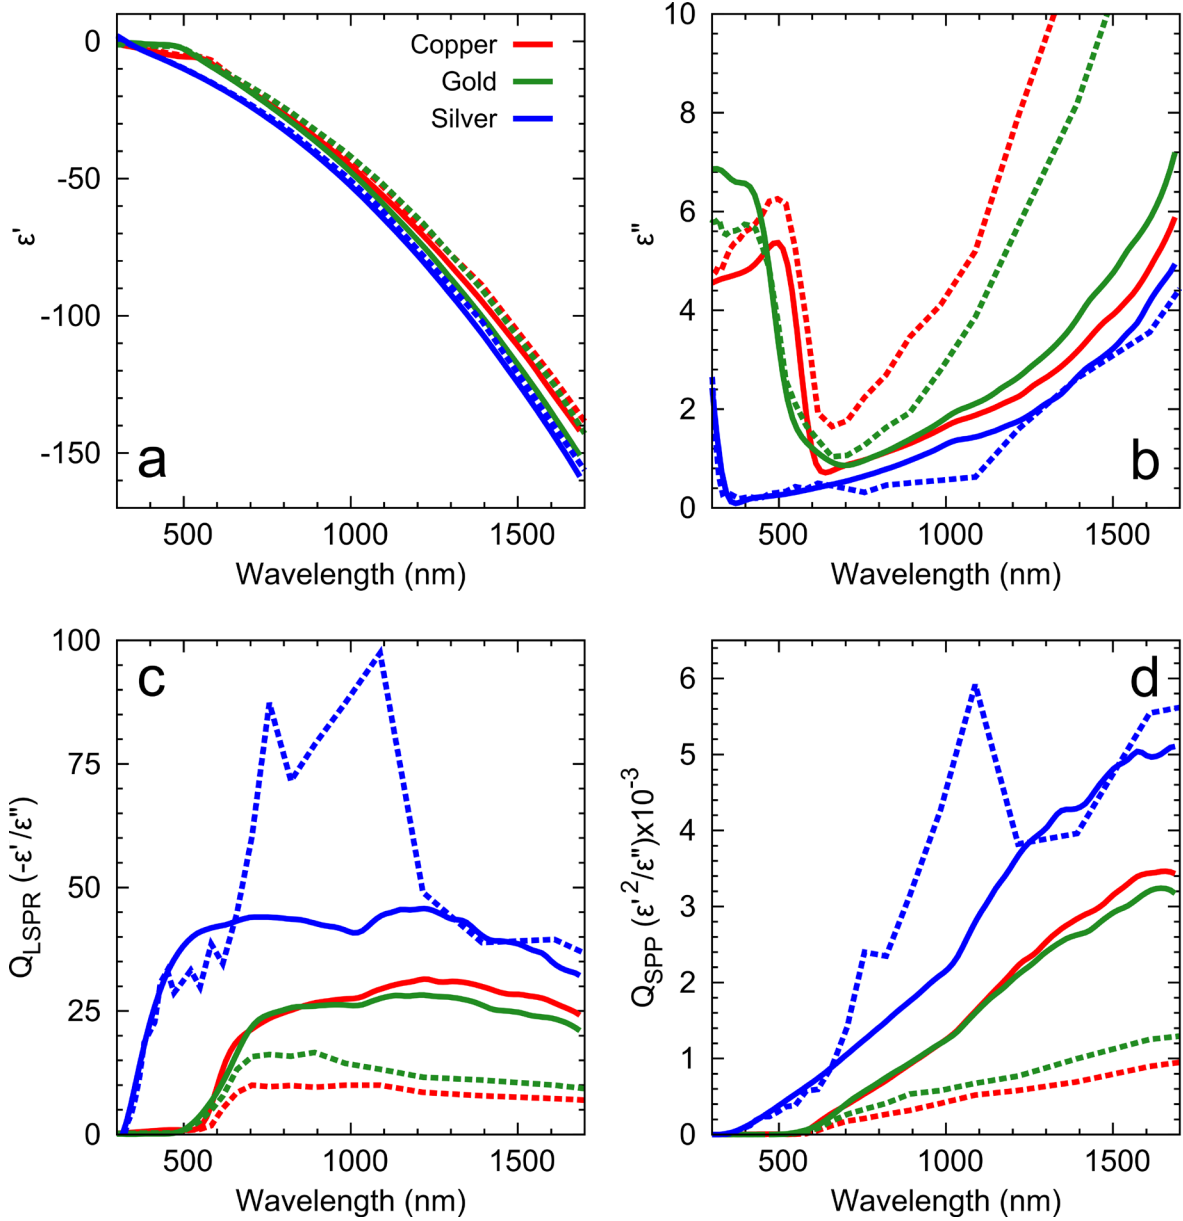 0
-50
-100
-150
ε'
Copper
Gold
Silver
a
500
1000
1500
Wavelength (nm)
10
8
6
4
2
0
ε''
b
500
1000
1500
Wavelength (nm)
100
75
50
25
0
Q_LSPR (-ε'/ε'')
c
500
1000
1500
Wavelength (nm)
6
5
4
3
2
1
0
Q_SPP (ε'^2/ε'')x10^-3
d
500
1000
1500
Wavelength (nm)